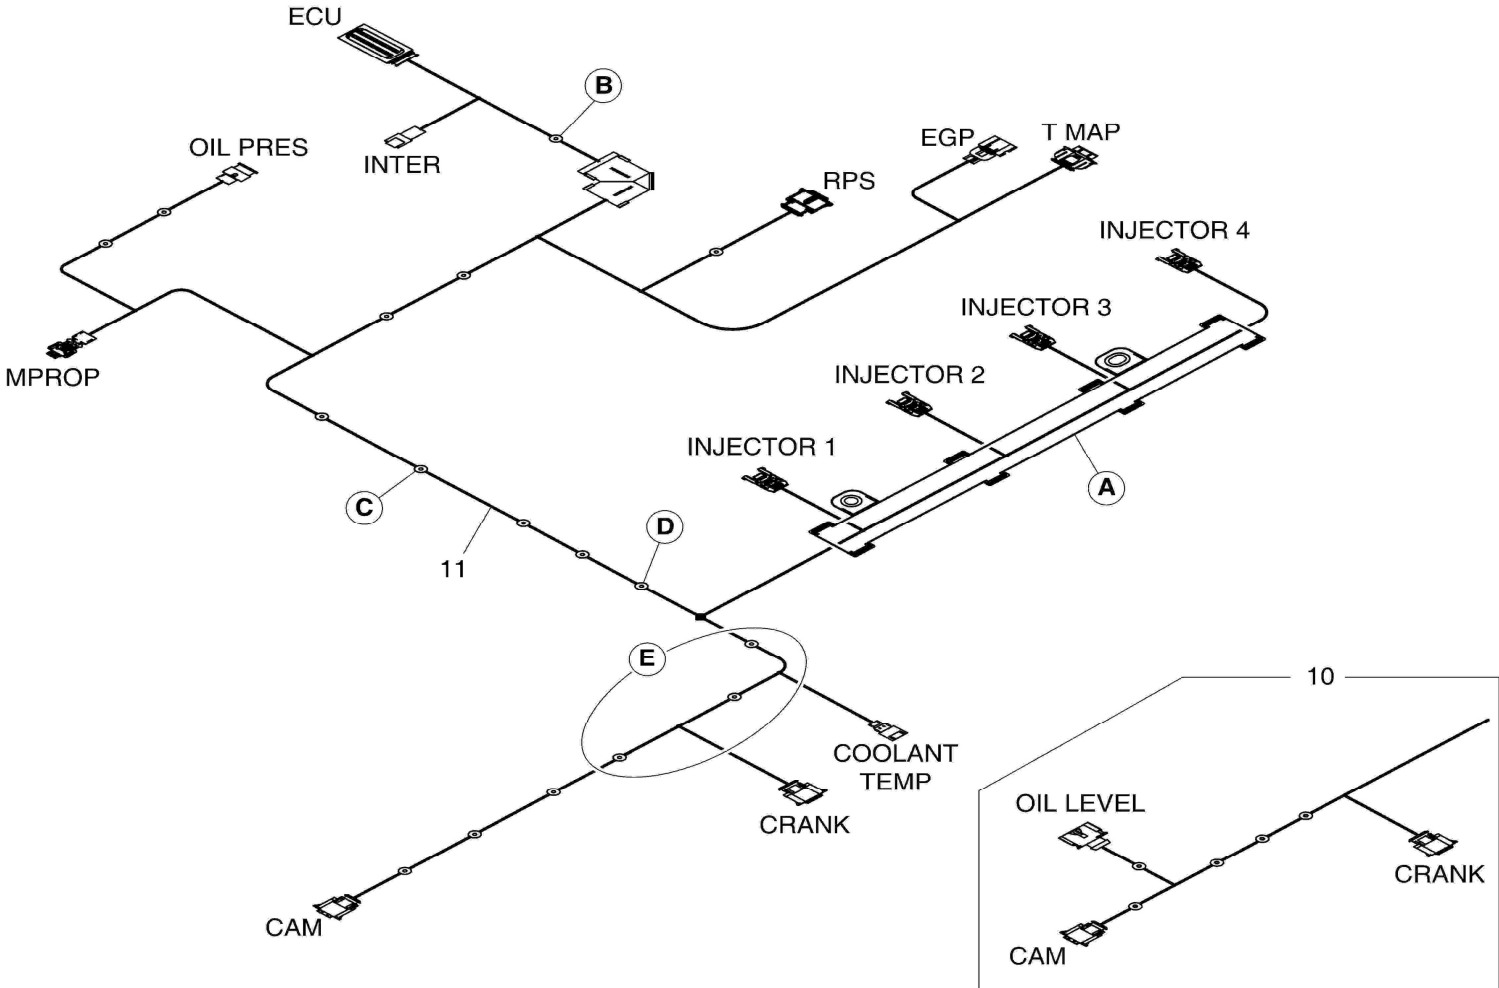 ECU
B
OIL PRES
INTER
EGP
T MAP
RPS
INJECTOR 4
INJECTOR 3
MPROP
INJECTOR 2
INJECTOR 1
A
C
D
11
E
10
COOLANT
TEMP
OIL LEVEL
CRANK
CRANK
CAM
CAM